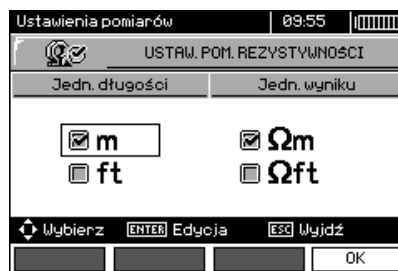 Ustawienia pomiarów 09:55
USTAW. POM. REZYSTYWNOŚCI
Jedn. długości Jedn. wyniku
m Ωm
ft Ωft
Wybierz ENTER Edycja ESC Wyjdź
OK